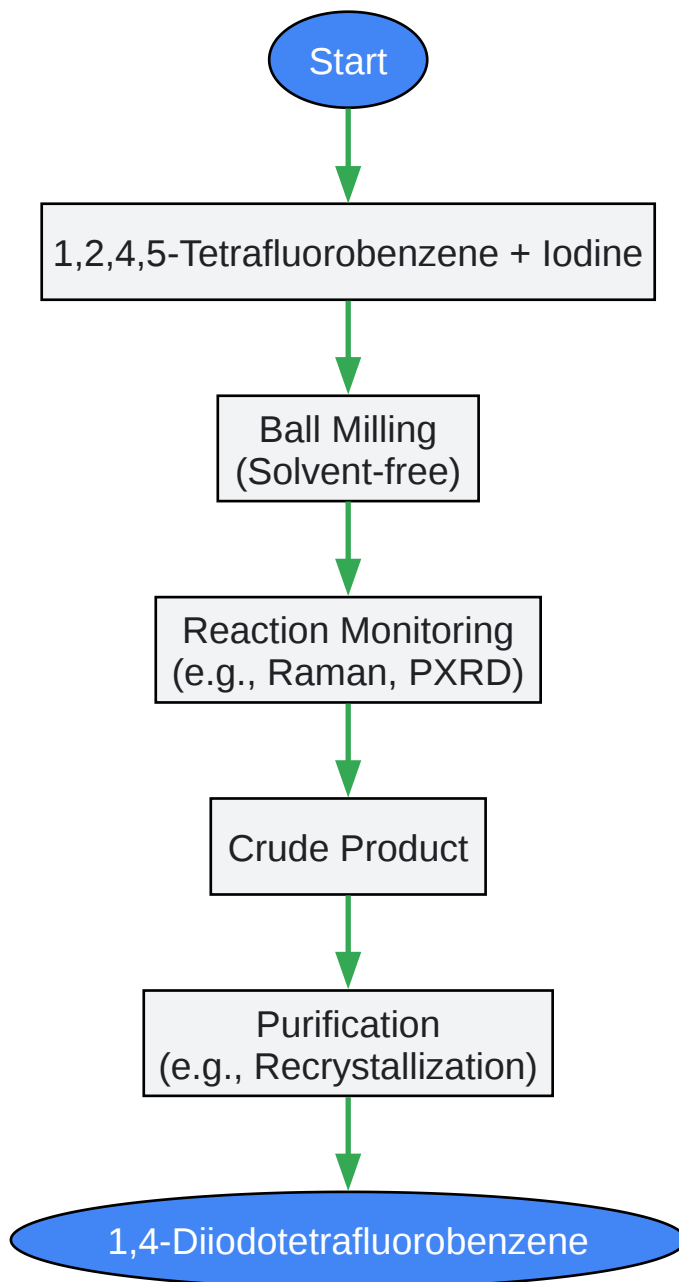 Start
1,2,4,5-Tetrafluorobenzene + Iodine
Ball Milling
(Solvent-free)
Reaction Monitoring
(e.g., Raman, PXRD)
Crude Product
Purification
(e.g., Recrystallization)
1,4-Diiodotetrafluorobenzene